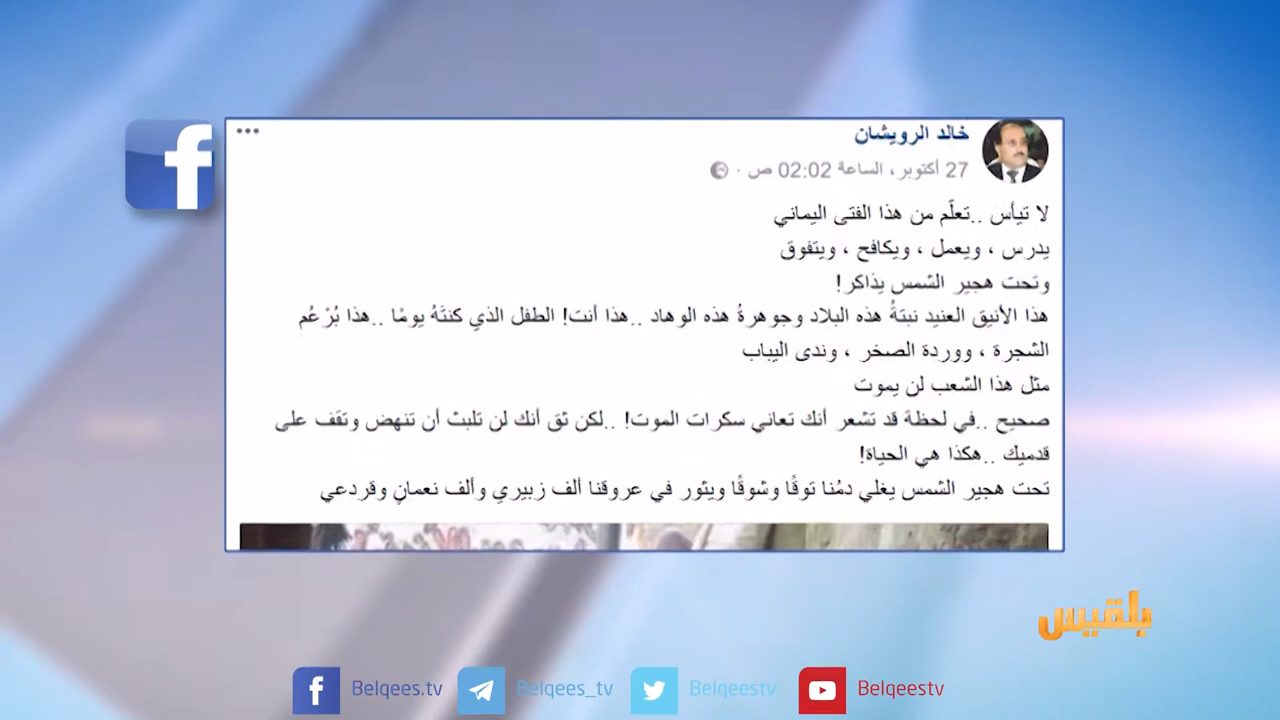 خالد الرويشان
27 أكتوبر، الساعة 02:02 ص ·
لا تيأس ..تعلّم من هذا الفتى اليماني
يدرس ، ويعمل ، ويكافح ، ويتفوق
وتحت هجير الشمس يذاكر!
هذا الأنيق العنيد نبتةُ هذه البلاد وجوهرةُ هذه الوهاد ..هذا أنت! الطفل الذي كنتَهُ يومًا ..هذا بُرْعُم
الشجرة ، ووردة الصخر ، وندى اليباب
مثل هذا الشعب لن يموت
صحيح ..في لحظة قد تشعر أنك تعاني سكرات الموت! ..لكن ثق أنك لن تلبث أن تنهض وتقف على
قدميك ..هكذا هي الحياة!
تحت هجير الشمس يغلي دمُنا توقًا وشوقًا ويثور في عروقنا ألف زبيري وألف نعمانٍ وقردعي
بلقيس
Belqees.tv
Belqees_tv
Belqeestv
Belqeestv